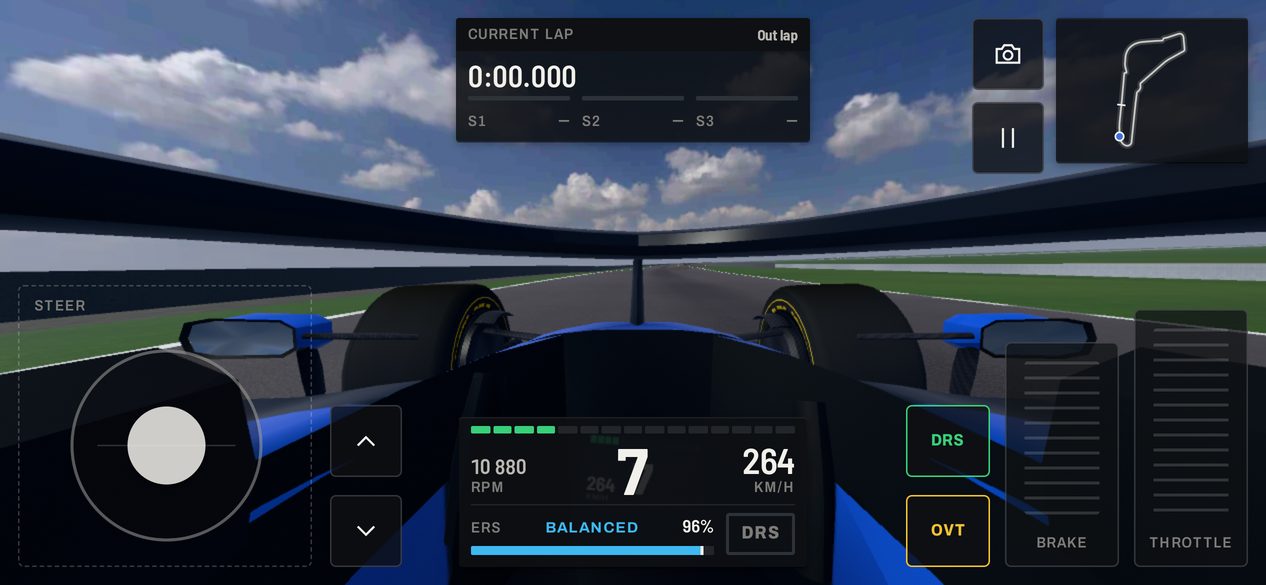 CURRENT LAP
Out lap
0:00.000
S1 – S2 – S3 –
STEER
10 880
RPM
7
264
KM/H
264
ERS BALANCED 96% DRS
DRS
OVT
BRAKE
THROTTLE